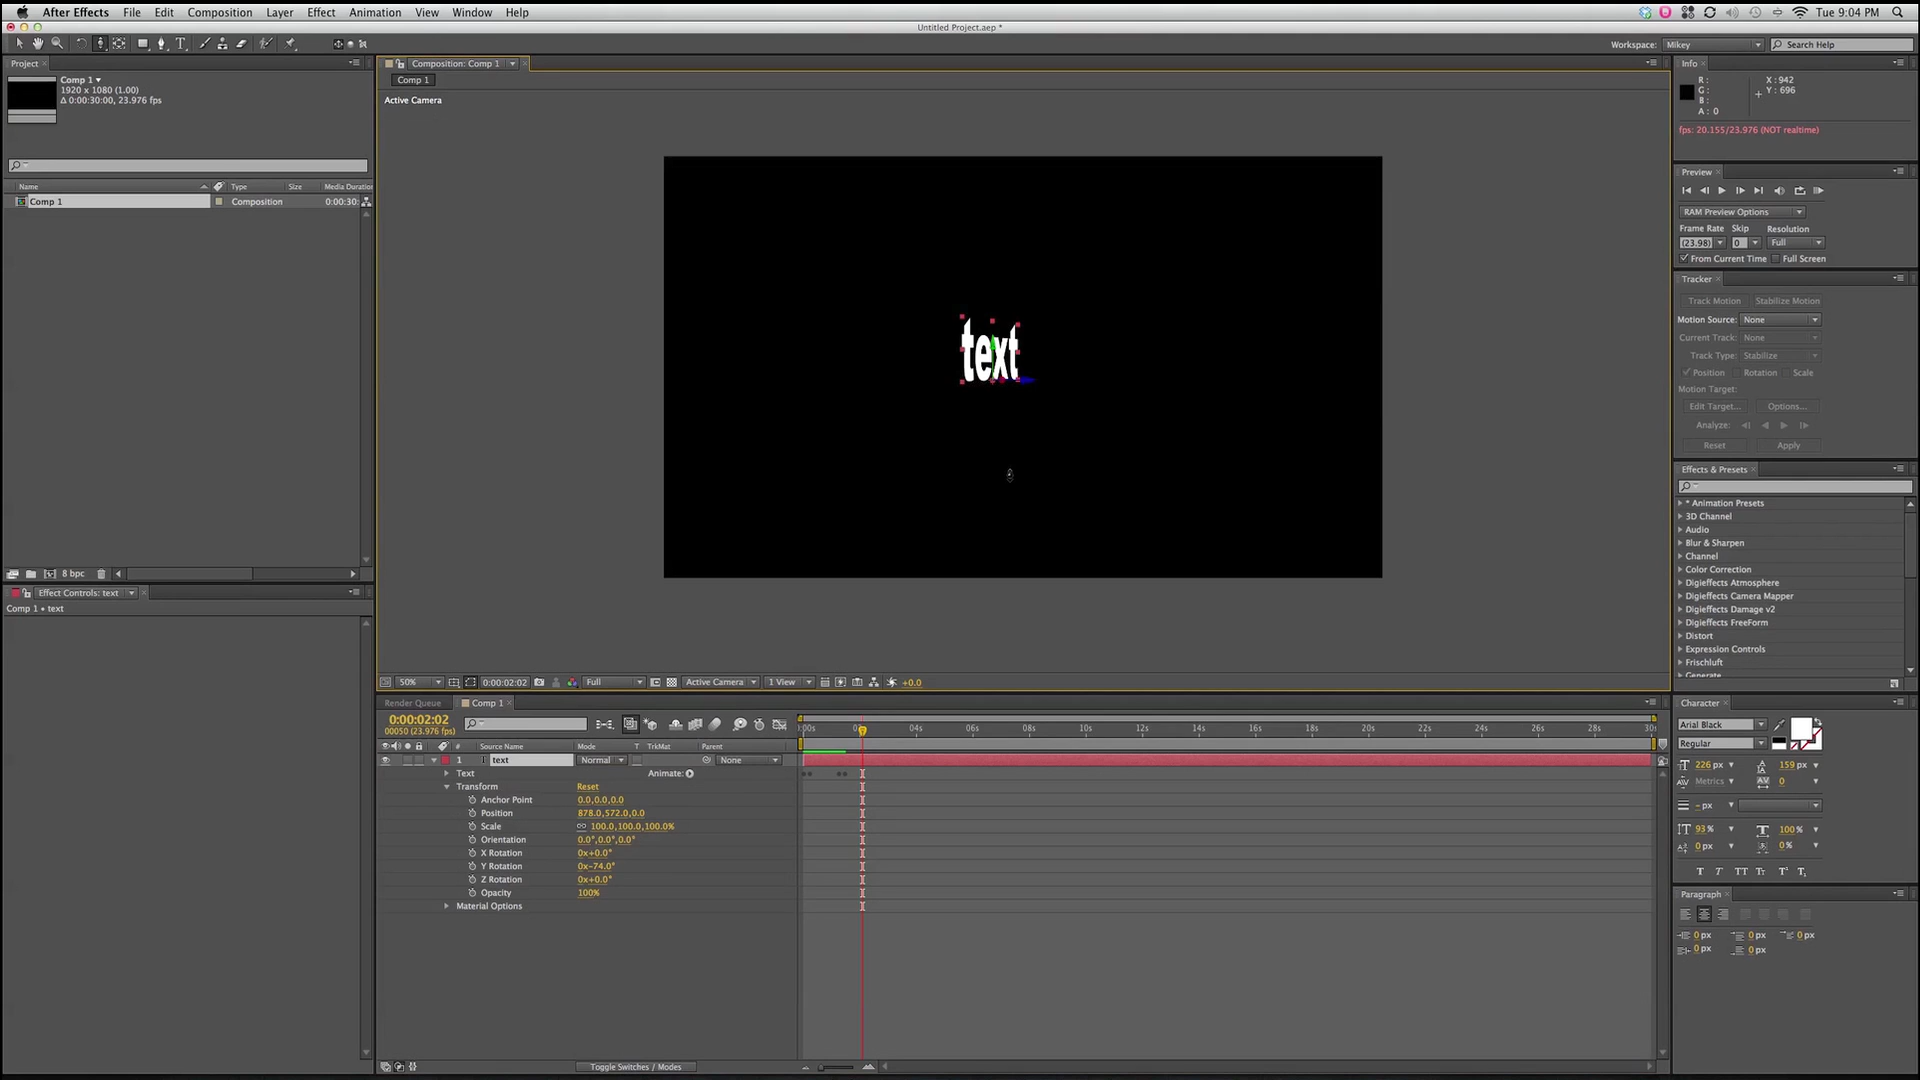 After Effects File Edit Composition Layer Effect Animation View Window Help Tue 9:04 PM
Untitled Project.aep *
Workspace: Mikey Search Help
Project
Comp 1
1920 x 1080 (1.00)
Δ 0:00:30:00, 23.976 fps
Name Type Size Media Duration
Comp 1 Composition 0:00:30:
8 bpc
Effect Controls: text
Comp 1 • text
Composition: Comp 1
Comp 1
Active Camera
text
50% 0:00:02:02 Full Active Camera 1 View +0.0
Info
R: X: 942
G: Y: 696
B:
A: 0
fps: 20.155/23.976 (NOT realtime)
Preview
RAM Preview Options
Frame Rate Skip Resolution
(23.98) 0 Full
From Current Time Full Screen
Tracker
Track Motion Stabilize Motion
Motion Source: None
Current Track: None
Track Type: Stabilize
Position Rotation Scale
Motion Target:
Edit Target... Options...
Analyze:
Reset Apply
Effects & Presets
* Animation Presets
3D Channel
Audio
Blur & Sharpen
Channel
Color Correction
Digieffects Atmosphere
Digieffects Camera Mapper
Digieffects Damage v2
Digieffects FreeForm
Distort
Expression Controls
Frischluft
Generate
Render Queue Comp 1
0:00:02:02
00050 (23.976 fps)
:00s 04s 06s 08s 10s 12s 14s 16s 18s 20s 22s 24s 26s 28s 30s
# Source Name Mode T TrkMat Parent
1 text Normal None
Text Animate:
Transform Reset
Anchor Point 0.0,0.0,0.0
Position 878.0,572.0,0.0
Scale 100.0,100.0,100.0%
Orientation 0.0°,0.0°,0.0°
X Rotation 0x+0.0°
Y Rotation 0x-74.0°
Z Rotation 0x+0.0°
Opacity 100%
Material Options
Toggle Switches / Modes
Character
Arial Black
Regular
226 px 159 px
Metrics 0
- px
93 % 100 %
0 px 0 %
T T TT Tt T¹ T₁
Paragraph
0 px 0 px 0 px
0 px 0 px